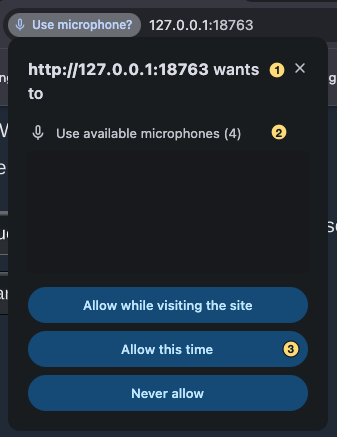 Use microphone?
127.0.0.1:18763
http://127.0.0.1:18763 wants 1
to
Use available microphones (4) 2
Allow while visiting the site
Allow this time 3
Never allow